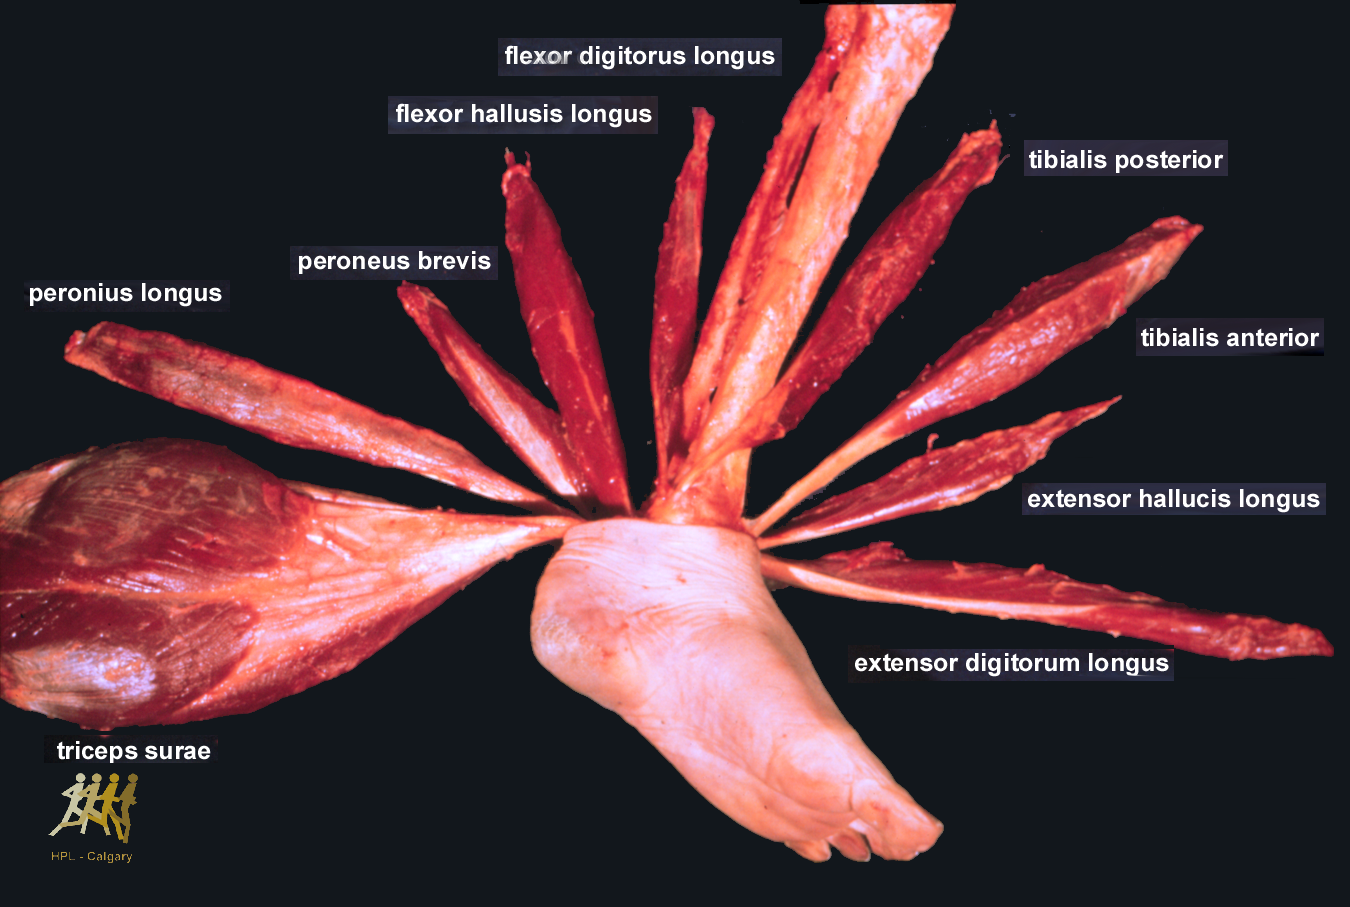 flexor digitorus longus
flexor hallusis longus
tibialis posterior
peroneus brevis
peronius longus
tibialis anterior
extensor hallucis longus
extensor digitorum longus
triceps surae
HPL - Calgary